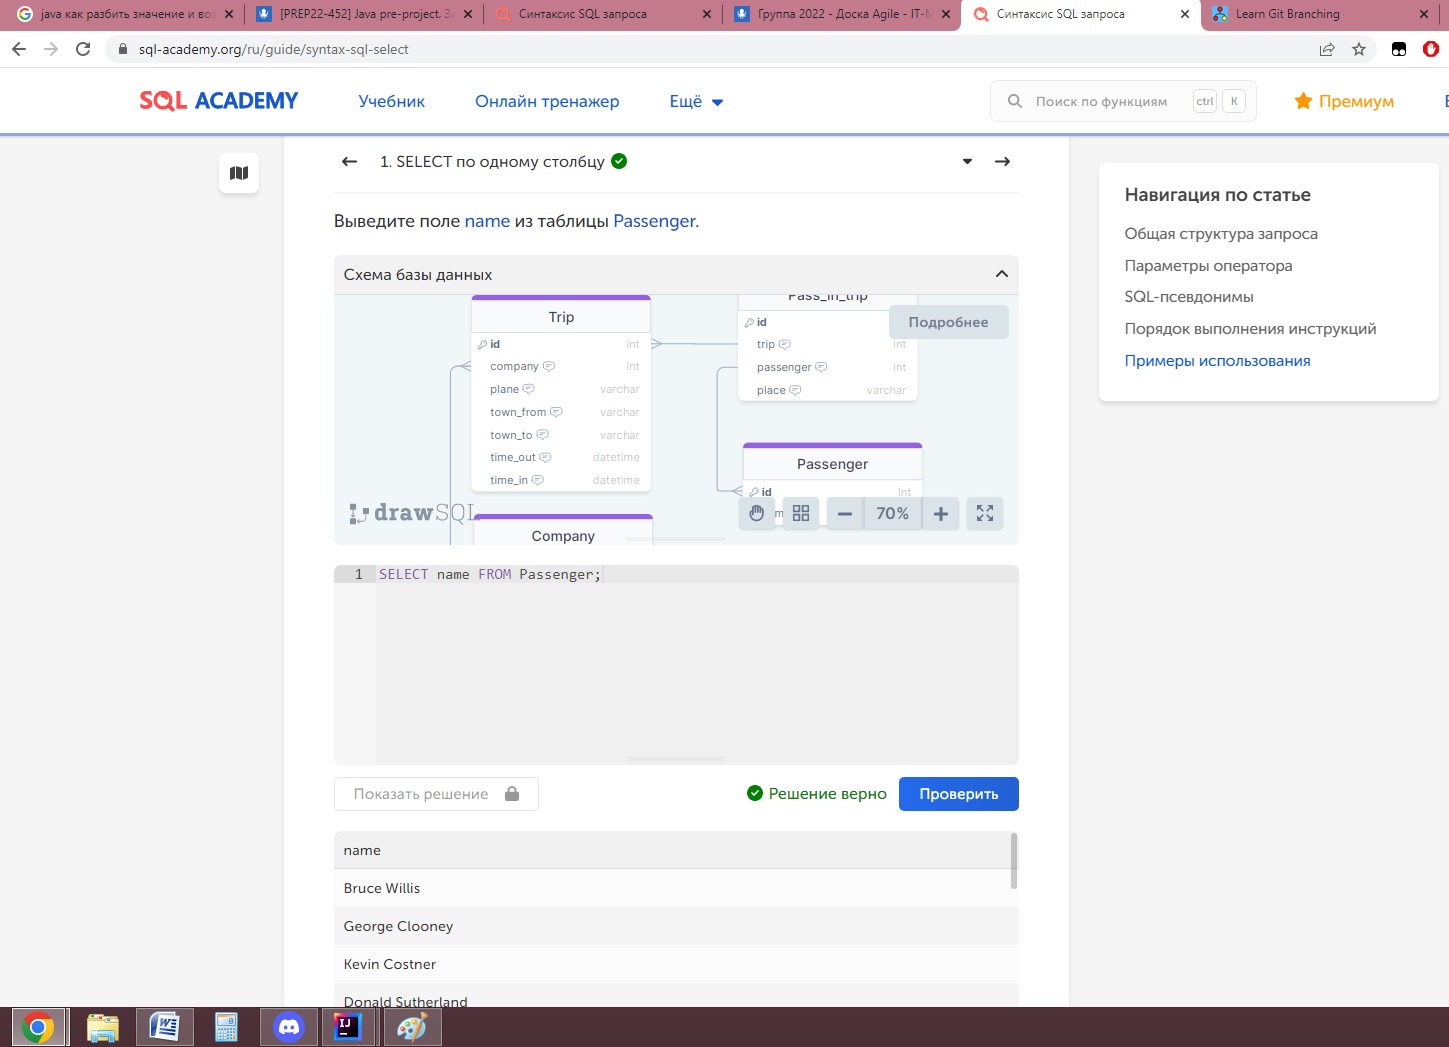 java как разбить значение и воз
[PREP22-452] Java pre-project. За
Синтаксис SQL запроса
Группа 2022 - Доска Agile - IT-M
Синтаксис SQL запроса
Learn Git Branching
sql-academy.org/ru/guide/syntax-sql-select
SQL ACADEMY
Учебник
Онлайн тренажер
Ещё
Поиск по функциям
ctrl
K
Премиум
1. SELECT по одному столбцу
Выведите поле name из таблицы Passenger.
Схема базы данных
Trip
id int
company int
plane varchar
town_from varchar
town_to varchar
time_out datetime
time_in datetime
Pass_in_trip
Подробнее
id
trip int
passenger int
place varchar
Passenger
id int
drawSQL
Company
70%
1 SELECT name FROM Passenger;
Показать решение
Решение верно
Проверить
name
Bruce Willis
George Clooney
Kevin Costner
Donald Sutherland
Навигация по статье
Общая структура запроса
Параметры оператора
SQL-псевдонимы
Порядок выполнения инструкций
Примеры использования